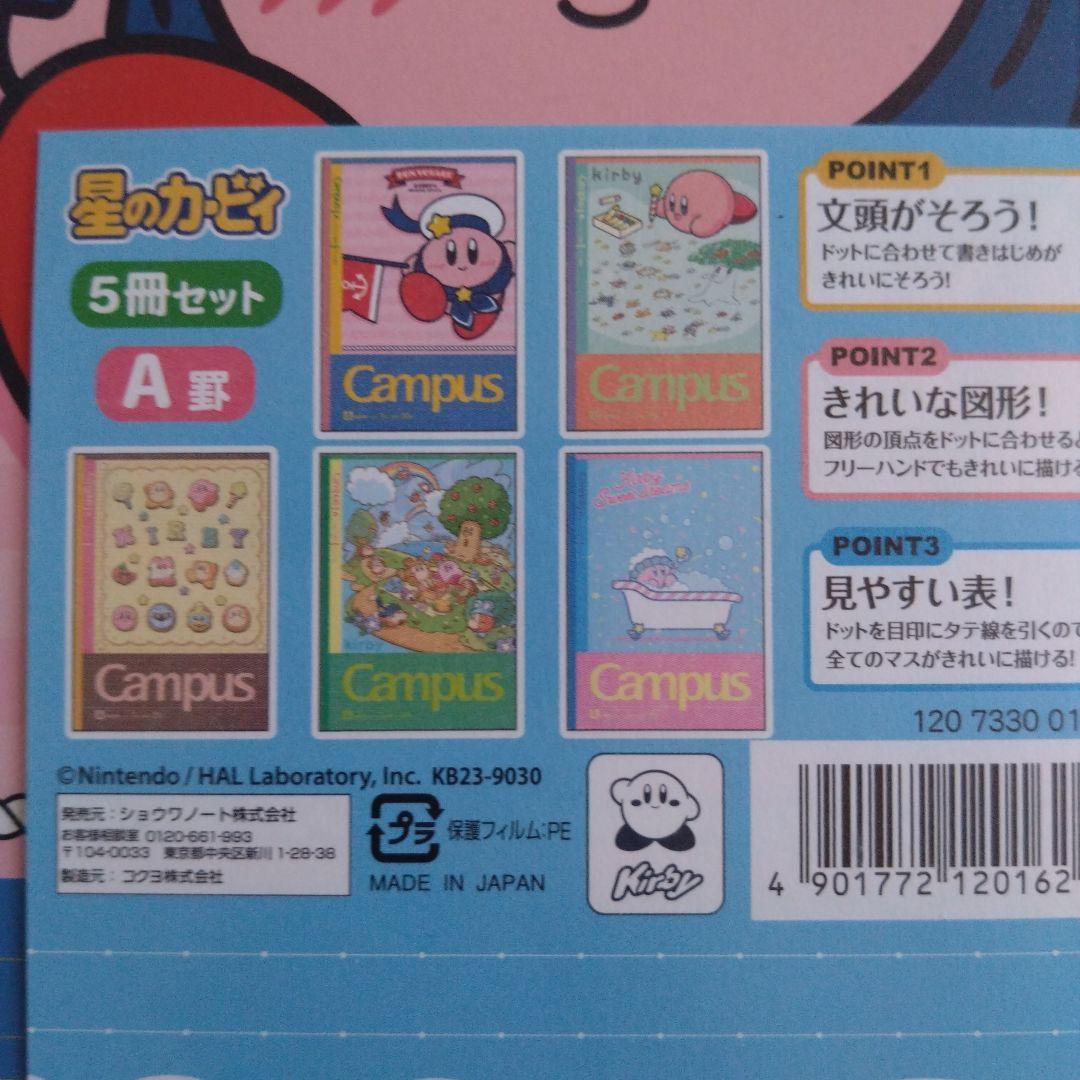 星のカービィ
5冊セット
A 罫
BON VOYAGE
Campus
kirby
Campus
KIRBY
Campus
kirby
Campus
Kirby
Sweet dreams
Campus
POINT1
文頭がそろう!
ドットに合わせて書きはじめが
きれいにそろう!
POINT2
きれいな図形!
図形の頂点をドットに合わせると
フリーハンドでもきれいに描ける
POINT3
見やすい表!
ドットを目印にタテ線を引くので
全てのマスがきれいに描ける!
120 7330 01
©Nintendo / HAL Laboratory, Inc. KB23-9030
発売元:ショウワノート株式会社
お客様相談室 0120-661-993
〒104-0033 東京都中央区新川 1-28-38
製造元:コクヨ株式会社
プラ
保護フィルム:PE
MADE IN JAPAN
Kirby
4 901772 120162